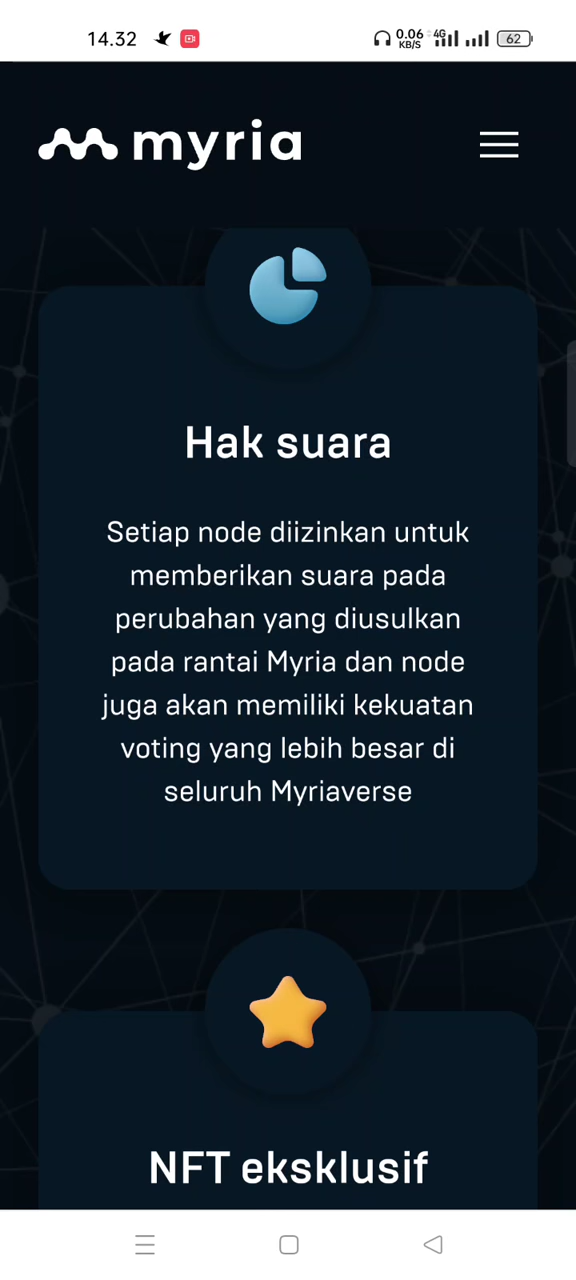 14.32
0.06 KB/S 4G 62
myria
Hak suara
Setiap node diizinkan untuk
memberikan suara pada
perubahan yang diusulkan
pada rantai Myria dan node
juga akan memiliki kekuatan
voting yang lebih besar di
seluruh Myriaverse
NFT eksklusif